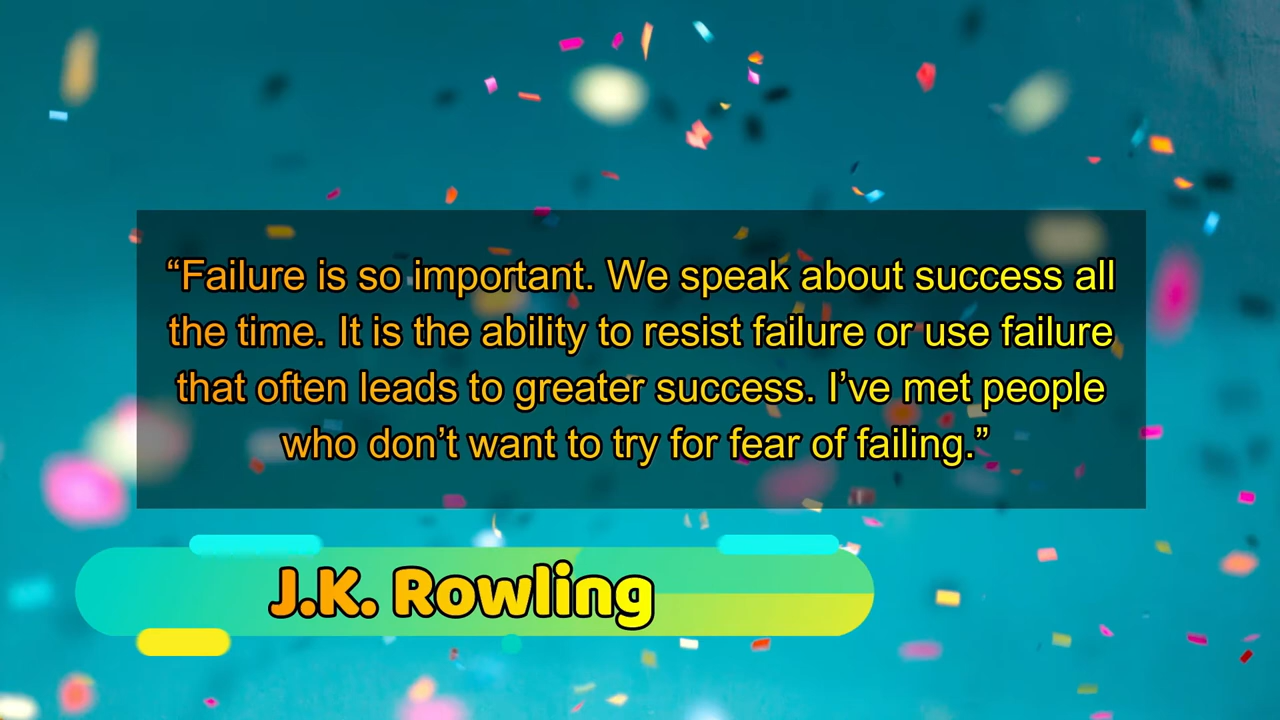 “Failure is so important. We speak about success all
the time. It is the ability to resist failure or use failure
that often leads to greater success. I’ve met people
who don’t want to try for fear of failing.”
J.K. Rowling